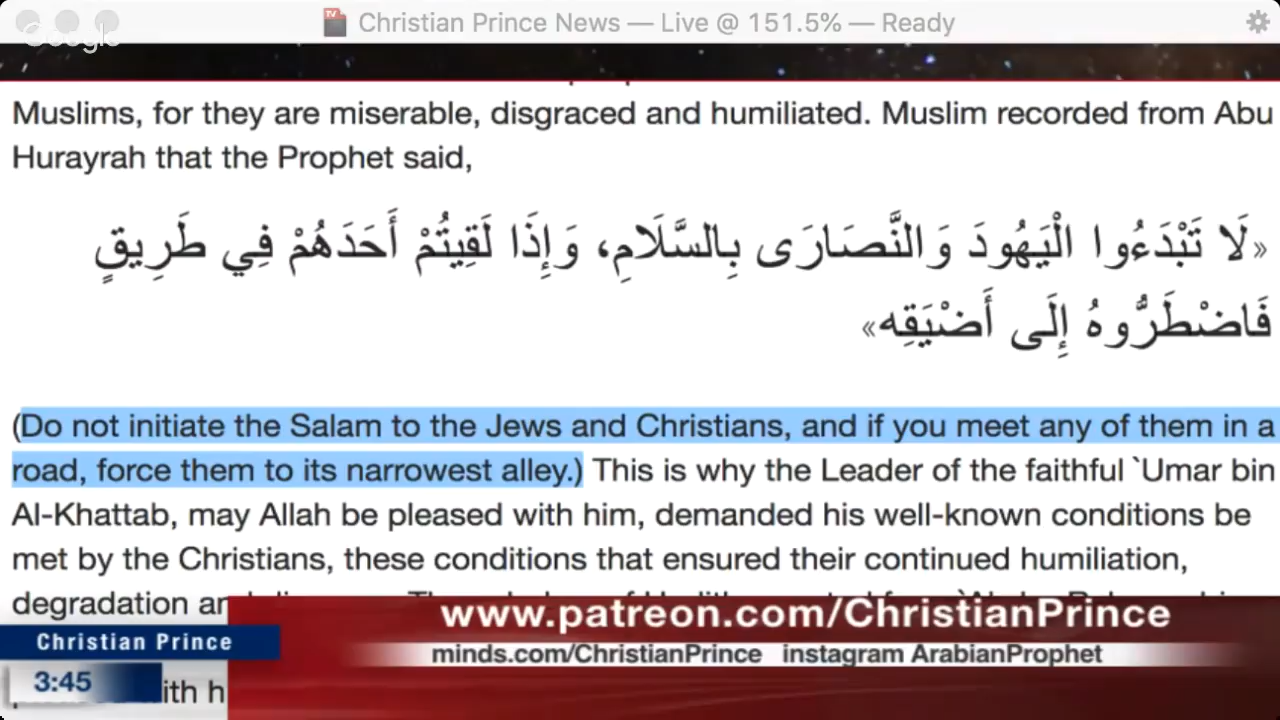 Christian Prince News — Live @ 151.5% — Ready
Google
Muslims, for they are miserable, disgraced and humiliated. Muslim recorded from Abu
Hurayrah that the Prophet said,
«لَا تَبْدَءُوا الْيَهُودَ وَالنَّصَارَى بِالسَّلَامِ، وَإِذَا لَقِيتُمْ أَحَدَهُمْ فِي طَرِيقٍ
فَاضْطَرُّوهُ إِلَى أَضْيَقِه»
(Do not initiate the Salam to the Jews and Christians, and if you meet any of them in a
road, force them to its narrowest alley.) This is why the Leader of the faithful `Umar bin
Al-Khattab, may Allah be pleased with him, demanded his well-known conditions be
met by the Christians, these conditions that ensured their continued humiliation,
degradation
www.patreon.com/ChristianPrince
Christian Prince
minds.com/ChristianPrince instagram ArabianProphet
3:45
ith h